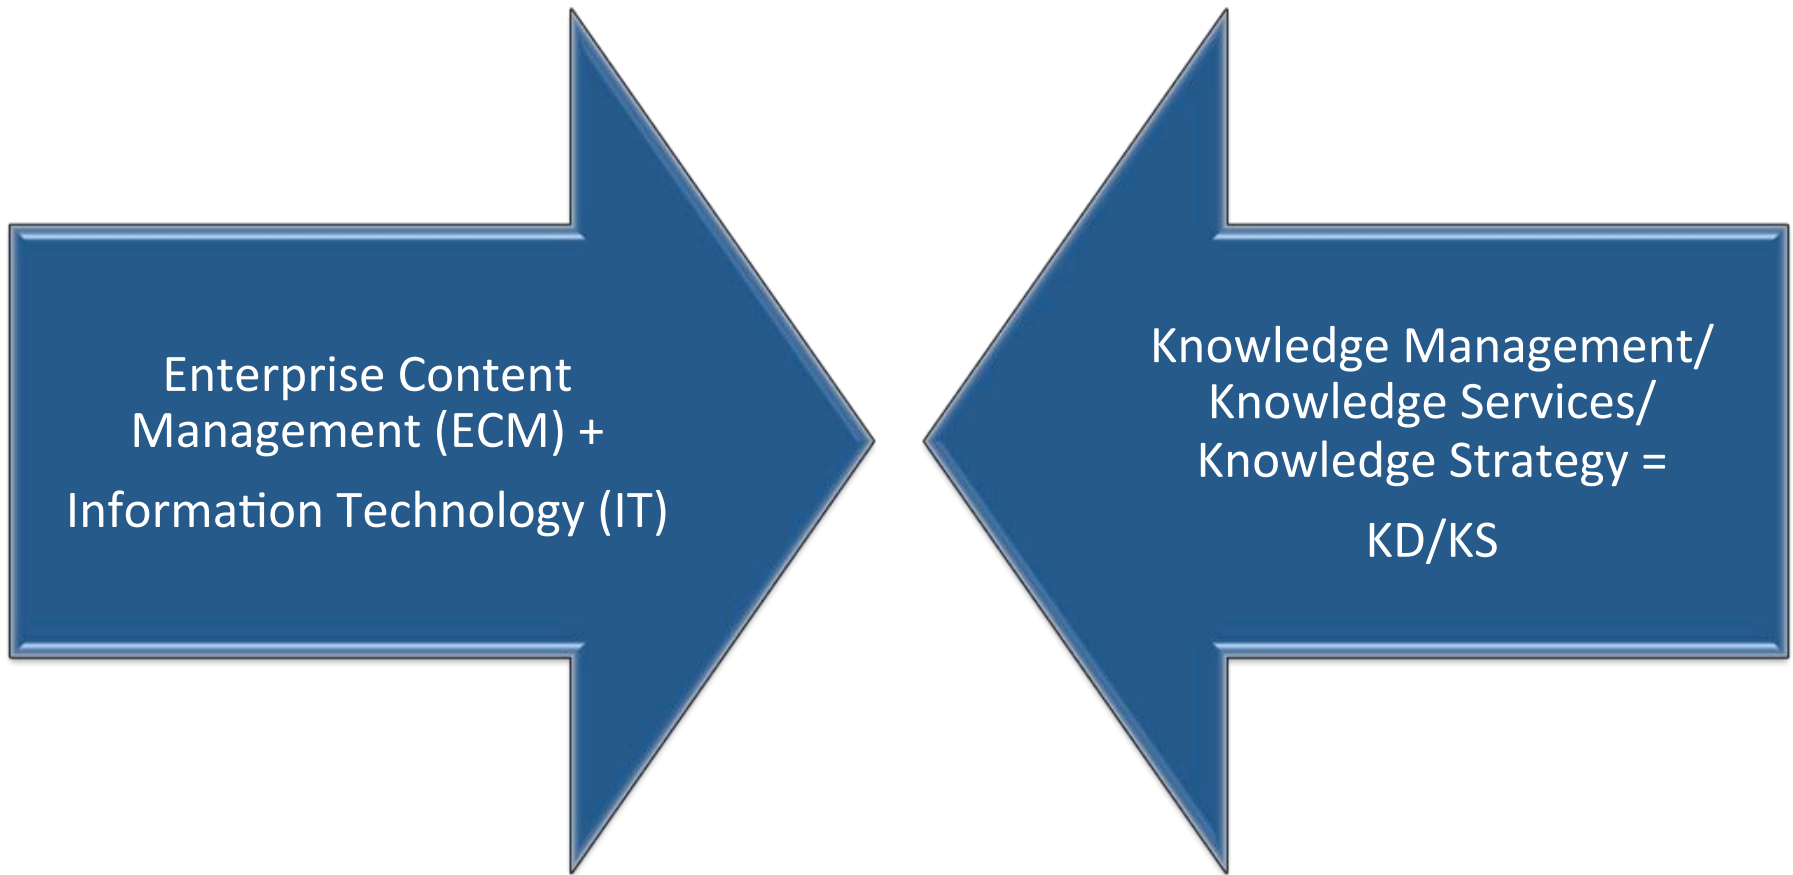 Enterprise Content
Management (ECM) +
Information Technology (IT)
Knowledge Management/
Knowledge Services/
Knowledge Strategy =
KD/KS